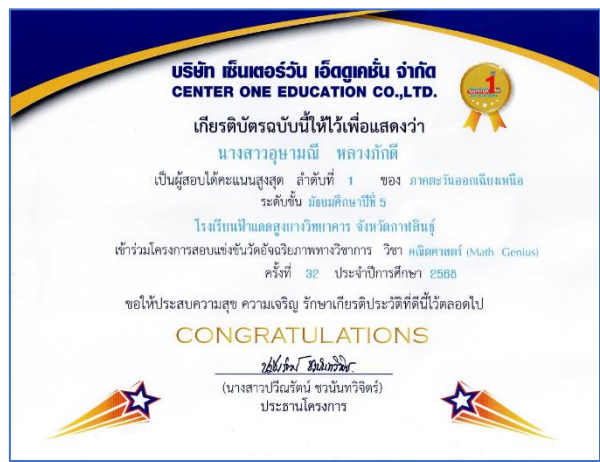 บริษัท เซ็นเตอร์วัน เอ็ดดูเคชั่น จำกัด
CENTER ONE EDUCATION CO.,LTD.
1
เกียรติบัตรฉบับนี้ให้ไว้เพื่อแสดงว่า
นางสาวอุษามณี หลวงภักดี
เป็นผู้สอบได้คะแนนสูงสุด ลำดับที่ 1 ของ ภาคตะวันออกเฉียงเหนือ
ระดับชั้น มัธยมศึกษาปีที่ 5
โรงเรียนฟ้าแดดสูงยางวิทยาคาร จังหวัดกาฬสินธุ์
เข้าร่วมโครงการสอบแข่งขันวัดอัจฉริยภาพทางวิชาการ วิชา คณิตศาสตร์ (Math Genius)
ครั้งที่ 32 ประจำปีการศึกษา 2568
ขอให้ประสบความสุข ความเจริญ รักษาเกียรติประวัติที่ดีนี้ไว้ตลอดไป
CONGRATULATIONS
(นางสาวปวีณรัตน์ ชวนันทวิจิตร์)
ประธานโครงการ